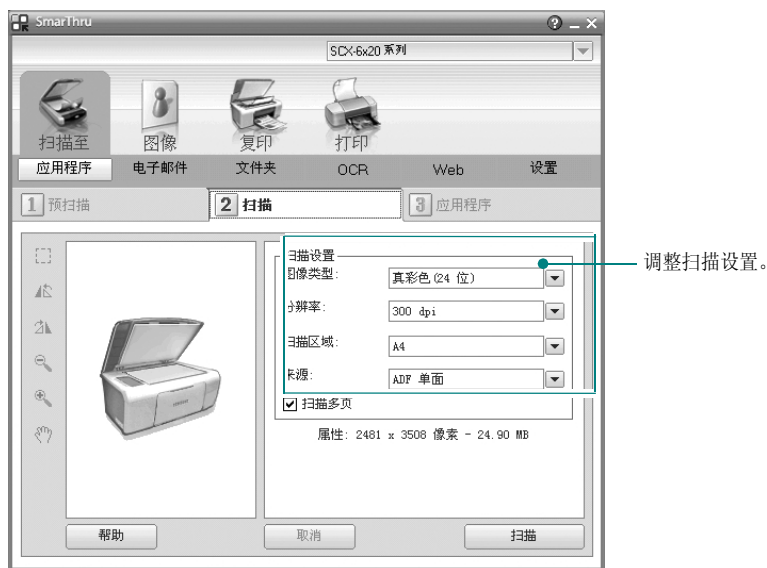 SmarThru
SCX-6x20 系列
扫描至 图像 复印 打印
应用程序 电子邮件 文件夹 OCR Web 设置
1 预扫描 2 扫描 3 应用程序
扫描设置
图像类型: 真彩色(24 位)
分辨率: 300 dpi
扫描区域: A4
来源: ADF 单面
扫描多页
属性: 2481 x 3508 像素 - 24.90 MB
帮助 取消 扫描
调整扫描设置。